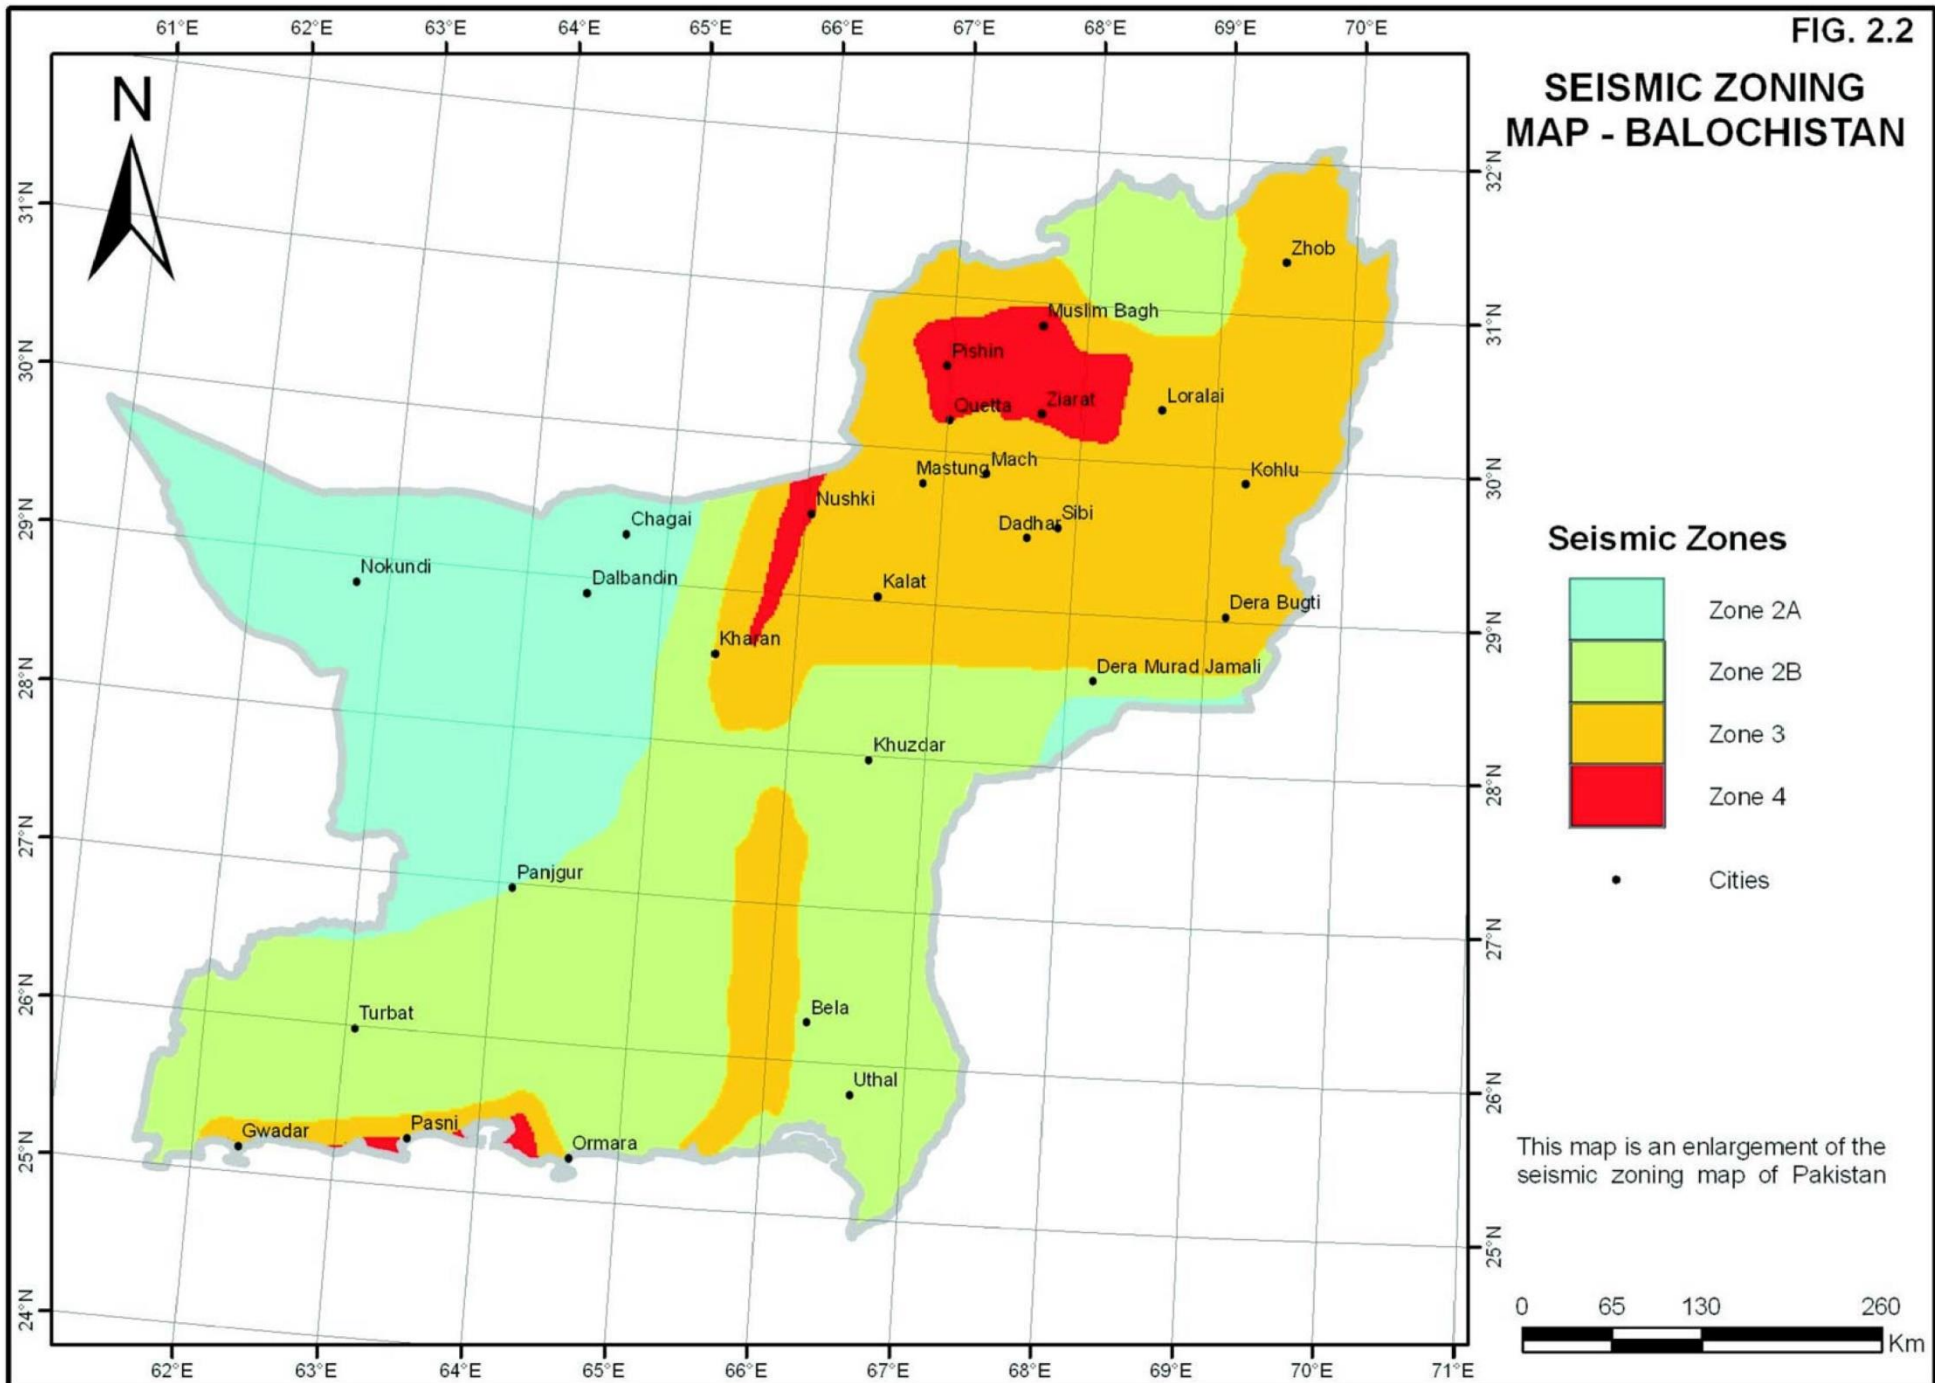 61°E 62°E 63°E 64°E 65°E 66°E 67°E 68°E 69°E 70°E
FIG. 2.2
SEISMIC ZONING
MAP - BALOCHISTAN
N
31°N
30°N
29°N
28°N
27°N
26°N
25°N
24°N
32°N
31°N
30°N
29°N
28°N
27°N
26°N
25°N
Zhob
Muslim Bagh
Pishin
Quetta
Ziarat
Loralai
Mastung
Mach
Kohlu
Nushki
Chagai
Dadhar
Sibi
Nokundi
Dalbandin
Kalat
Dera Bugti
Kharan
Dera Murad Jamali
Khuzdar
Panjgur
Turbat
Bela
Uthal
Gwadar
Pasni
Ormara
Seismic Zones
Zone 2A
Zone 2B
Zone 3
Zone 4
Cities
This map is an enlargement of the
seismic zoning map of Pakistan
0 65 130 260
Km
62°E 63°E 64°E 65°E 66°E 67°E 68°E 69°E 70°E 71°E